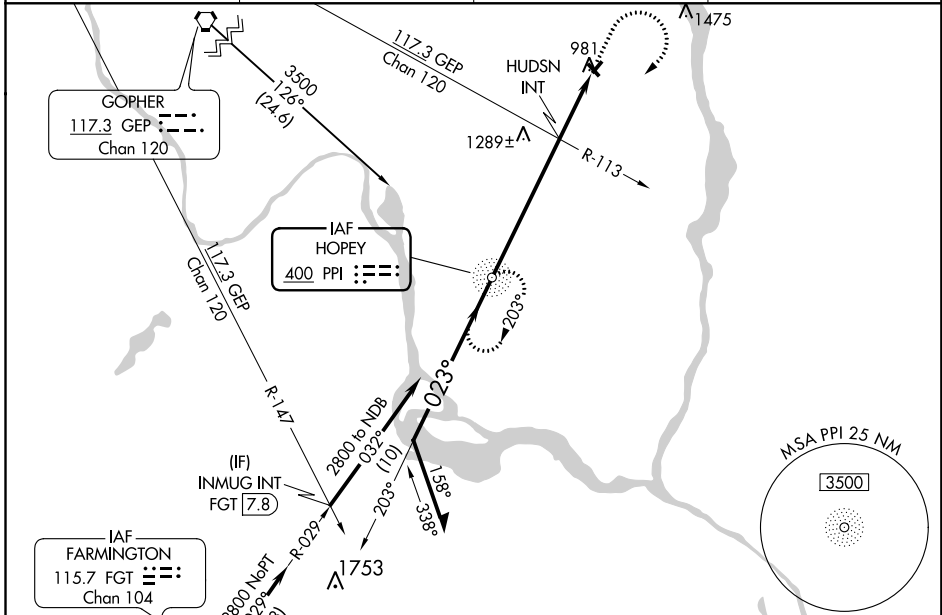 1475
981
117.3 GEP
Chan 120
HUDSN
INT
3500
126°
(24.6)
GOPHER
117.3 GEP
Chan 120
1289±
R-113
IAF
HOPEY
400 PPI
203°
117.3 GEP
Chan 120
023°
R-147
2800 to NDB
032°
(10)
MSA PPI 25 NM
3500
(IF)
INMUG INT
FGT 7.8
203°
158°
338°
R-029
1753
IAF
FARMINGTON
115.7 FGT
Chan 104